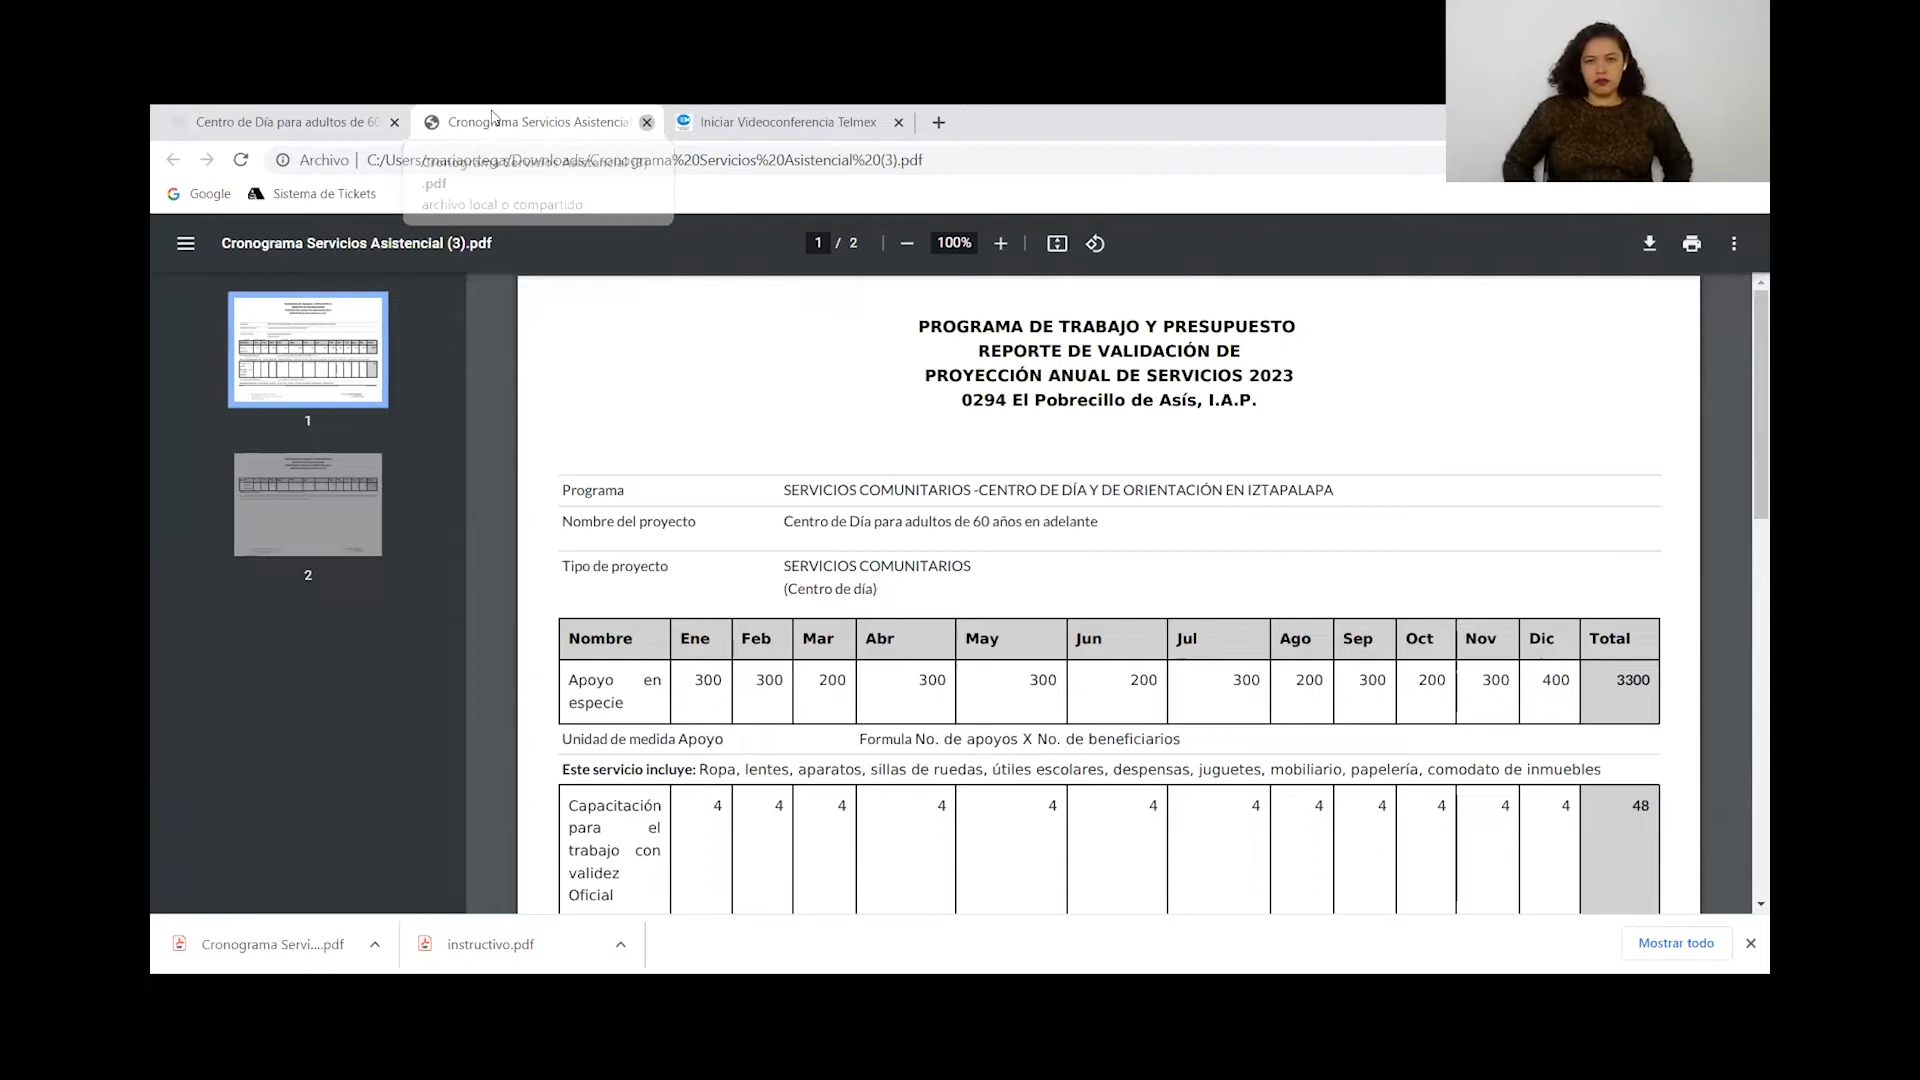 Centro de Día para adultos de 60
Cronograma Servicios Asistencial
Iniciar Videoconferencia Telmex
Archivo
C:/Users/mariaortega/Downloads/Cronograma%20Servicios%20Asistencial%20(3).pdf
Cronograma Servicios Asistencial (3)
.pdf
archivo local o compartido
Google
Sistema de Tickets
Cronograma Servicios Asistencial (3).pdf
1 / 2
100%
1
2
PROGRAMA DE TRABAJO Y PRESUPUESTO
REPORTE DE VALIDACIÓN DE
PROYECCIÓN ANUAL DE SERVICIOS 2023
0294 El Pobrecillo de Asís, I.A.P.
Programa SERVICIOS COMUNITARIOS -CENTRO DE DÍA Y DE ORIENTACIÓN EN IZTAPALAPA
Nombre del proyecto Centro de Día para adultos de 60 años en adelante
Tipo de proyecto SERVICIOS COMUNITARIOS
(Centro de día)
Nombre Ene Feb Mar Abr May Jun Jul Ago Sep Oct Nov Dic Total
Apoyo en 300 300 200 300 300 200 300 200 300 200 300 400 3300
especie
Unidad de medida Apoyo Formula No. de apoyos X No. de beneficiarios
Este servicio incluye: Ropa, lentes, aparatos, sillas de ruedas, útiles escolares, despensas, juguetes, mobiliario, papelería, comodato de inmuebles
Capacitación 4 4 4 4 4 4 4 4 4 4 4 4 48
para el
trabajo con
validez
Oficial
Cronograma Servi....pdf
instructivo.pdf
Mostrar todo